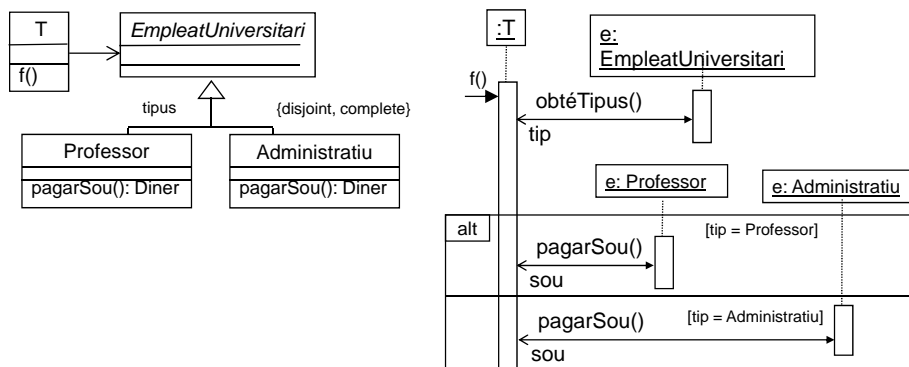 T
f()
EmpleatUniversitari
tipus
{disjoint, complete}
Professor
pagarSou(): Diner
Administratiu
pagarSou(): Diner
:T
e:
EmpleatUniversitari
f()
obtéTipus()
tip
e: Professor
e: Administratiu
alt
[tip = Professor]
pagarSou()
sou
pagarSou()
[tip = Administratiu]
sou